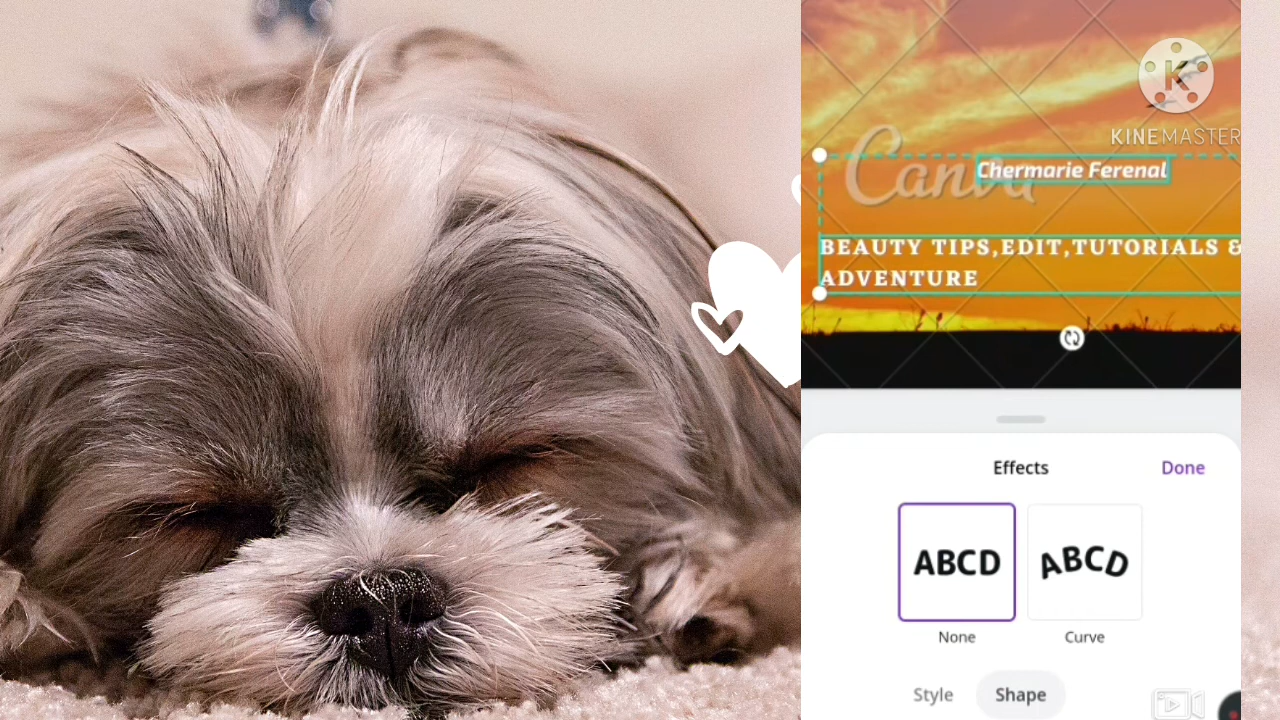 KINEMASTER
Canva
Chermarie Ferenal
BEAUTY TIPS,EDIT,TUTORIALS &
ADVENTURE
Effects
Done
ABCD
ABCD
None
Curve
Style
Shape